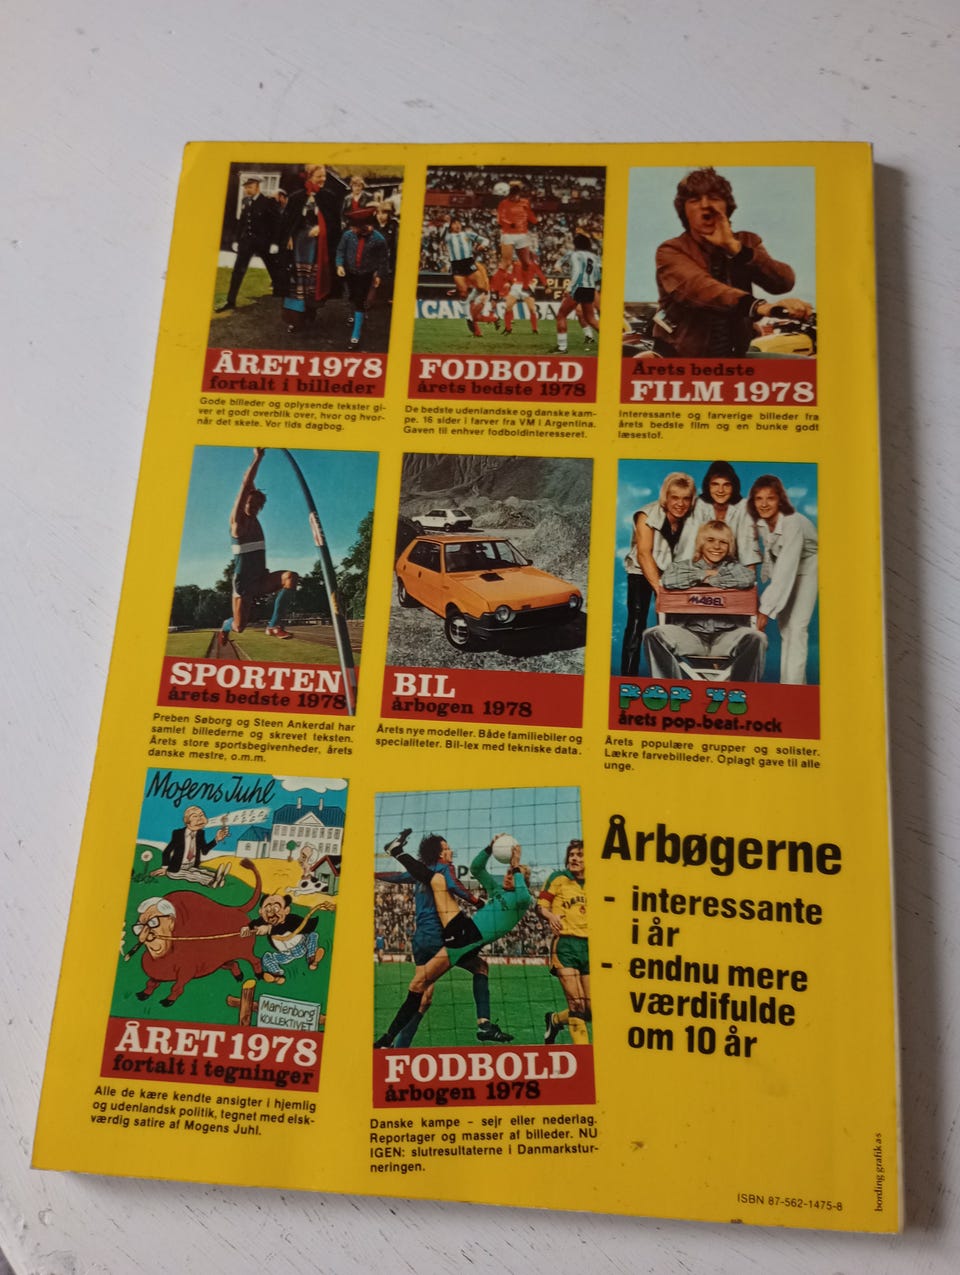 ÅRET 1978
fortalt i billeder
Gode billeder og oplysende tekster gi-
ver et godt overblik over, hvor og hvor-
når det skete. Vor tids dagbog.
FODBOLD
årets bedste 1978
De bedste udenlandske og danske kam-
pe. 16 sider i farver fra VM i Argentina.
Gaven til enhver fodboldinteresseret.
Årets bedste
FILM 1978
Interessante og farverige billeder fra
årets bedste film og en bunke godt
læsestof.
SPORTEN
årets bedste 1978
Preben Søborg og Steen Ankerdal har
samlet billederne og skrevet teksten.
Årets store sportsbegivenheder, årets
danske mestre, o.m.m.
BIL
årbogen 1978
Årets nye modeller. Både familiebiler og
specialiteter. Bil-lex med tekniske data.
MABEL
POP 78
årets pop-beat-rock
Årets populære grupper og solister.
Lækre farvebilleder. Oplagt gave til alle
unge.
Mogens Juhl
Marienborg
KOLLEKTIVET
ÅRET 1978
fortalt i tegninger
Alle de kære kendte ansigter i hjemlig
og udenlandsk politik, tegnet med elsk-
værdig satire af Mogens Juhl.
FODBOLD
årbogen 1978
Danske kampe – sejr eller nederlag.
Reportager og masser af billeder. NU
IGEN: slutresultaterne i Danmarkstur-
neringen.
Årbøgerne
- interessante
i år
- endnu mere
værdifulde
om 10 år
ISBN 87-562-1475-8
bording grafik a·s